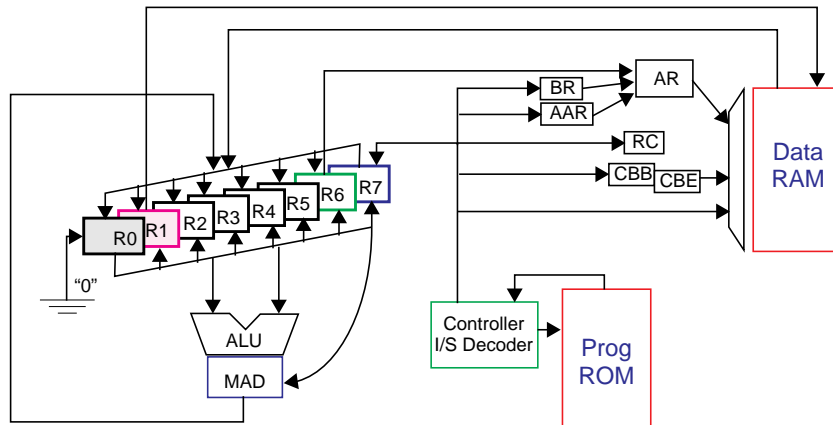 BR
AR
AAR
RC
Data
RAM
CBB
CBE
R7
R6
R5
R4
R3
R2
R1
R0
“0”
ALU
MAD
Controller
I/S Decoder
Prog
ROM